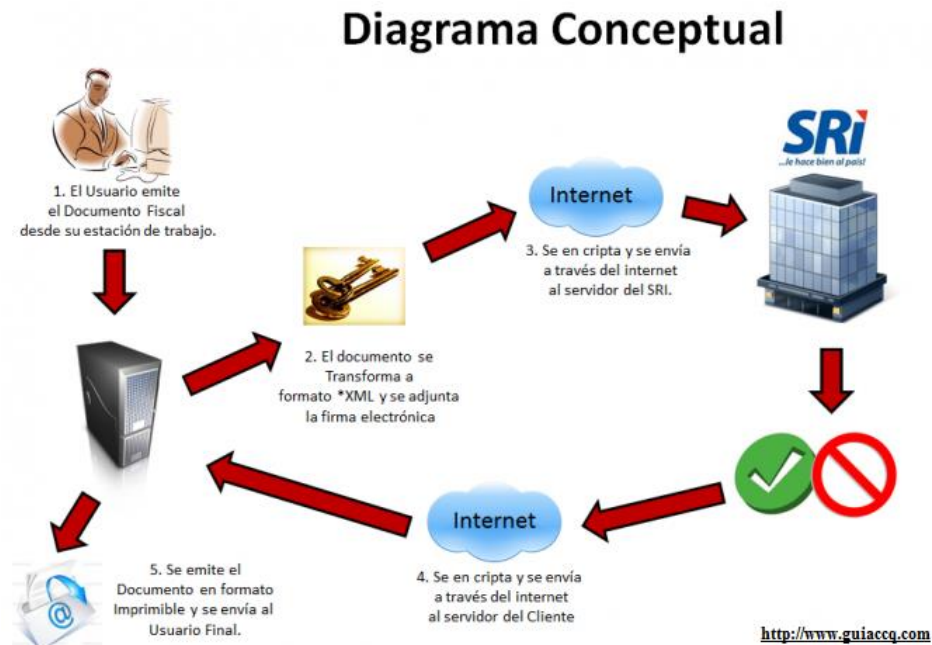 Diagrama Conceptual
1. El Usuario emite
el Documento Fiscal
desde su estación de trabajo.
2. El documento se
Transforma a
formato *XML y se adjunta
la firma electrónica
Internet
3. Se en cripta y se envía
a través del internet
al servidor del SRI.
SRi
...le hace bien al país!
Internet
4. Se en cripta y se envía
a través del internet
al servidor del Cliente
5. Se emite el
Documento en formato
Imprimible y se envía al
Usuario Final.
@
http://www.guiaccq.com